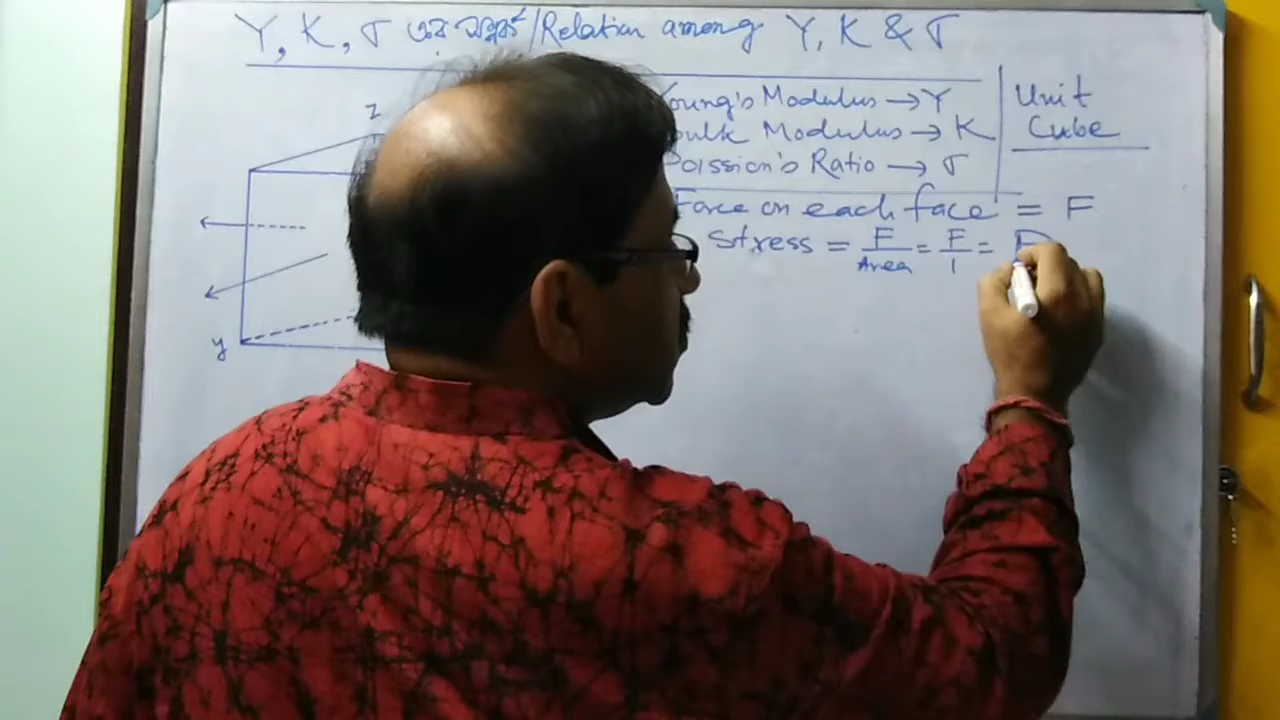 Y, K, σ এর সম্পর্ক/Relation among Y, K & σ
Young's Modulus → Y
Bulk Modulus → K
Poission's Ratio → σ
Unit
Cube
z
y
Force on each face = F
Stress = F/Area = F/1 =